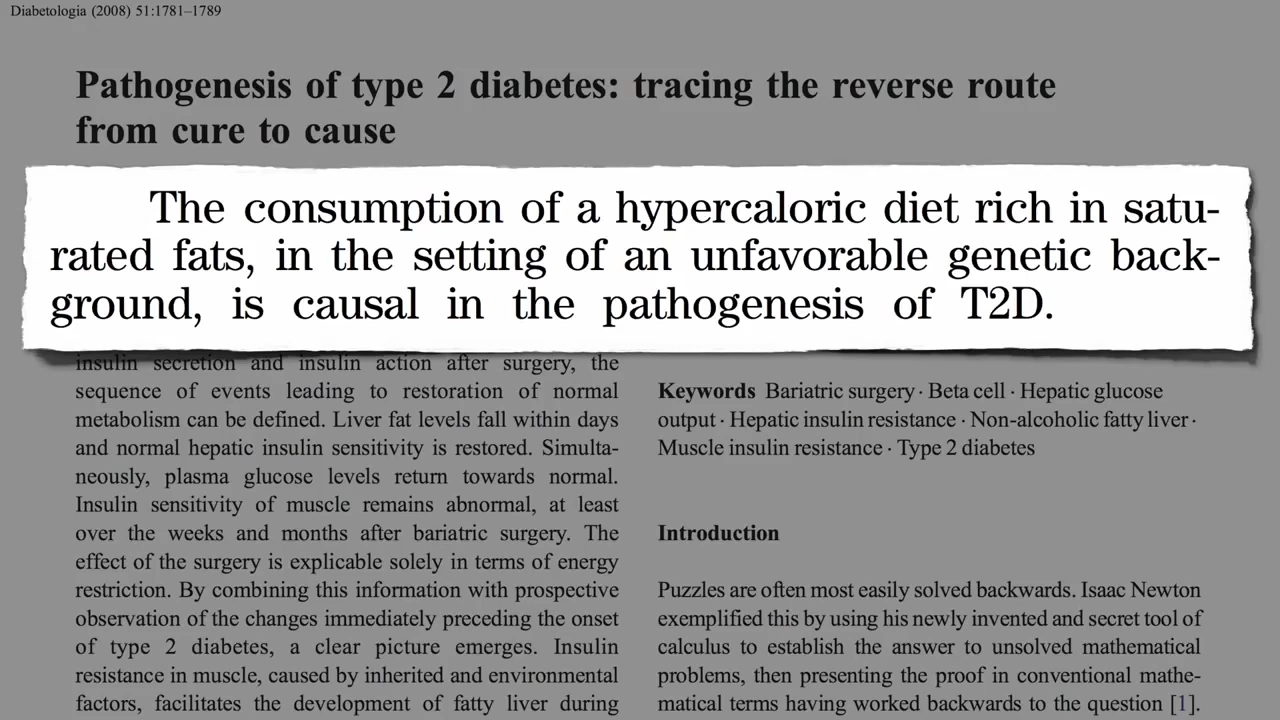 Diabetologia (2008) 51:1781–1789
Pathogenesis of type 2 diabetes: tracing the reverse route
from cure to cause
The consumption of a hypercaloric diet rich in satu-
rated fats, in the setting of an unfavorable genetic back-
ground, is causal in the pathogenesis of T2D.
insulin secretion and insulin action after surgery, the
sequence of events leading to restoration of normal
metabolism can be defined. Liver fat levels fall within days
and normal hepatic insulin sensitivity is restored. Simulta-
neously, plasma glucose levels return towards normal.
Insulin sensitivity of muscle remains abnormal, at least
over the weeks and months after bariatric surgery. The
effect of the surgery is explicable solely in terms of energy
restriction. By combining this information with prospective
observation of the changes immediately preceding the onset
of type 2 diabetes, a clear picture emerges. Insulin
resistance in muscle, caused by inherited and environmental
factors, facilitates the development of fatty liver during
Keywords Bariatric surgery · Beta cell · Hepatic glucose
output · Hepatic insulin resistance · Non-alcoholic fatty liver ·
Muscle insulin resistance · Type 2 diabetes
Introduction
Puzzles are often most easily solved backwards. Isaac Newton
exemplified this by using his newly invented and secret tool of
calculus to establish the answer to unsolved mathematical
problems, then presenting the proof in conventional mathe-
matical terms having worked backwards to the question [1].